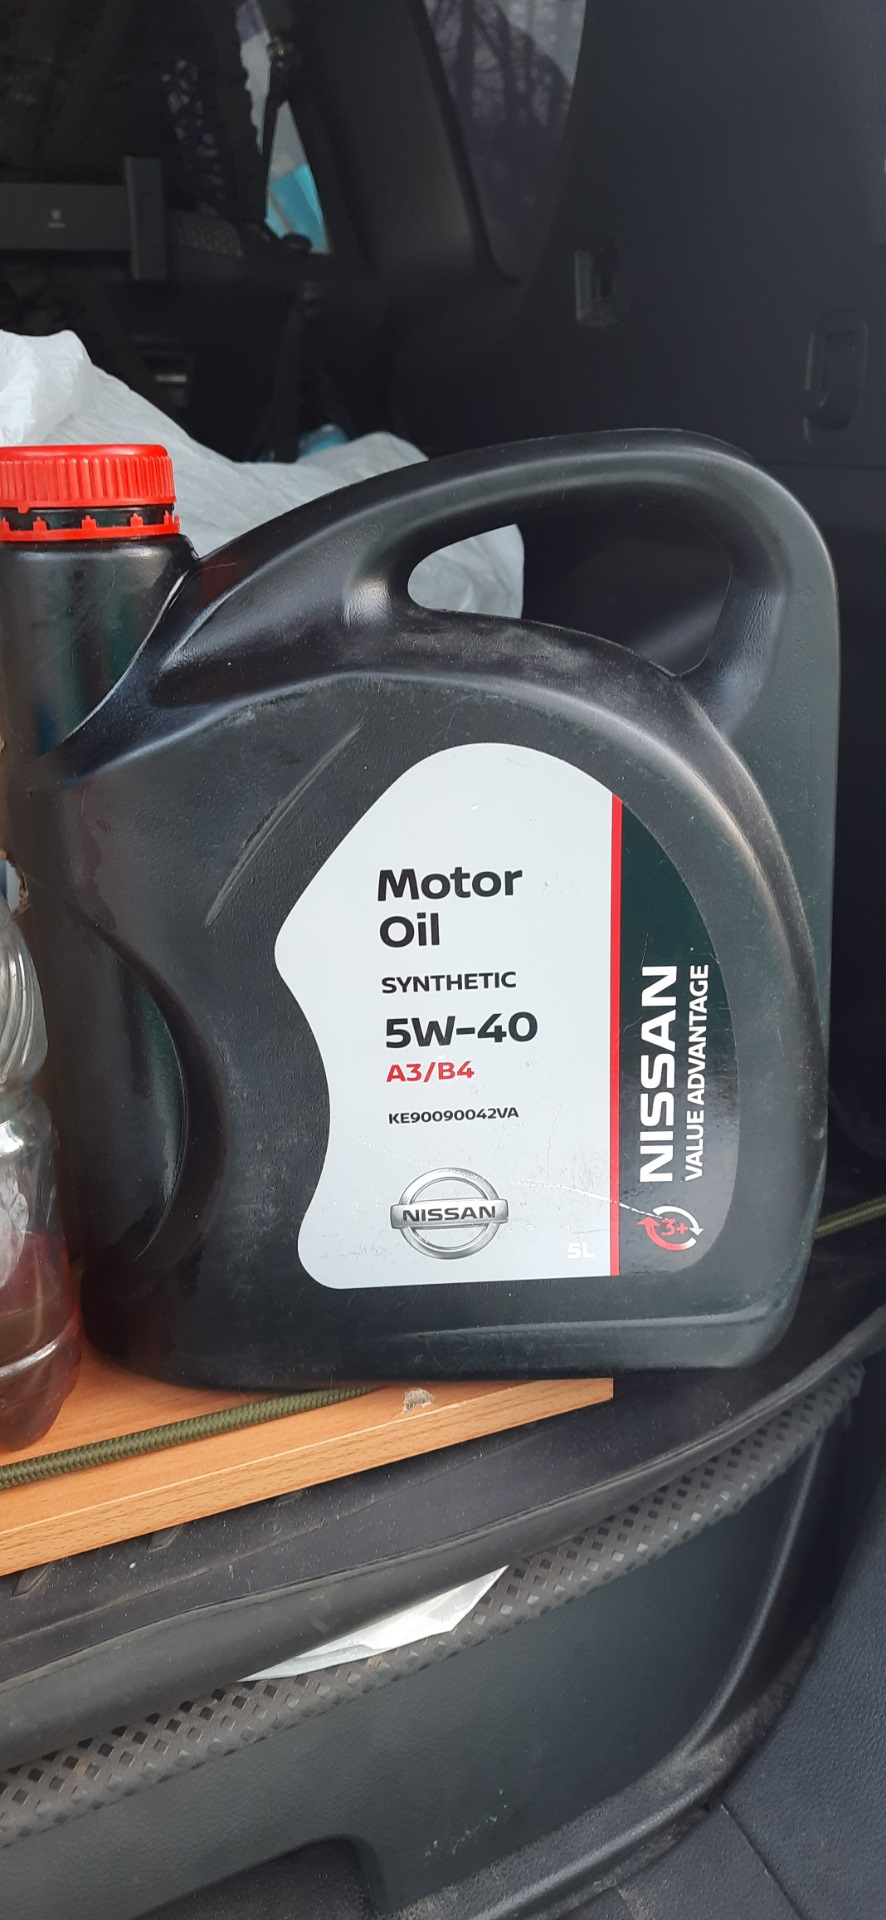 Motor
Oil
SYNTHETIC
5W-40
A3/B4
KE90090042VA
NISSAN
5L
NISSAN
VALUE ADVANTAGE
3+